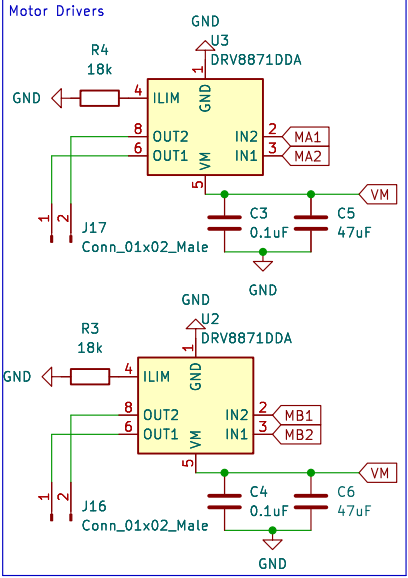 Motor Drivers
GND
U3
R4
DRV8871DDA
18k
1
GND
4
ILIM
GND
8
OUT2
IN2
2
MA1
6
OUT1
IN1
3
MA2
VM
5
VM
1
2
J17
Conn_01x02_Male
C3
0.1uF
C5
47uF
GND
GND
U2
R3
DRV8871DDA
18k
1
GND
4
ILIM
GND
8
OUT2
IN2
2
MB1
6
OUT1
IN1
3
MB2
VM
5
VM
1
2
J16
Conn_01x02_Male
C4
0.1uF
C6
47uF
GND